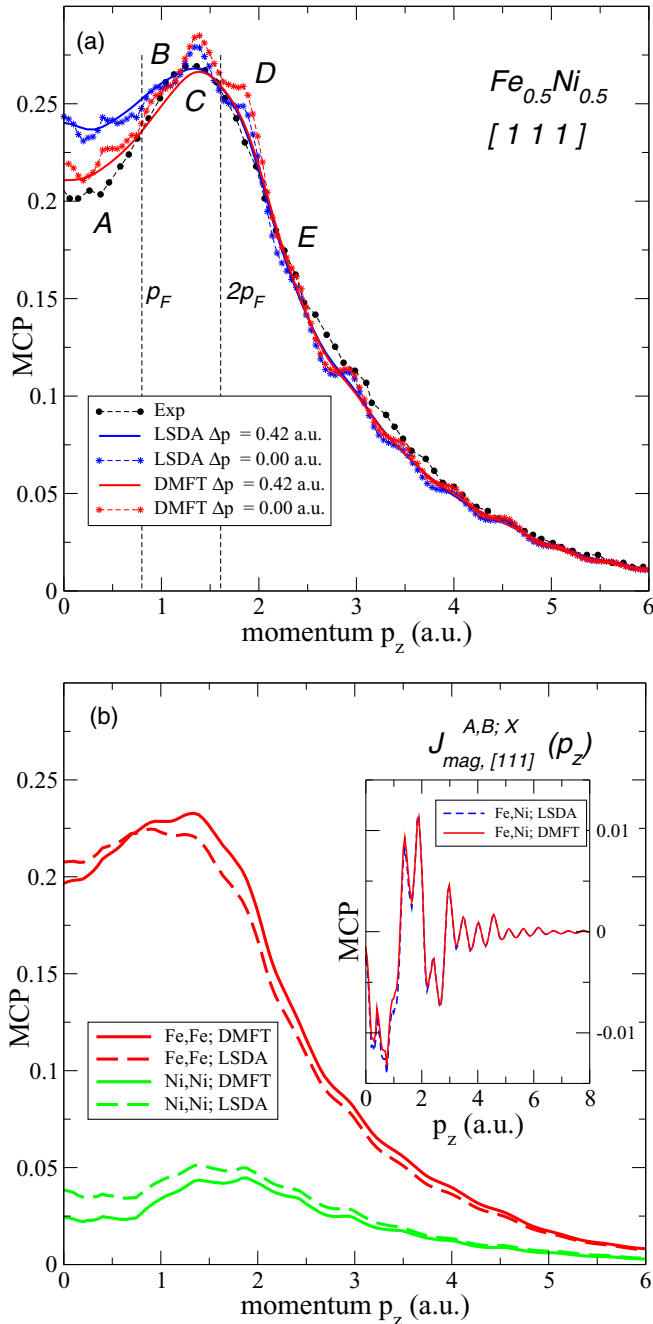 (a)
B
D
Fe0.5Ni0.5
C
[ 1 1 1 ]
A
E
pF
2pF
MCP
0.25
0.2
0.15
0.1
0.05
0
Exp
LSDA Δp = 0.42 a.u.
LSDA Δp = 0.00 a.u.
DMFT Δp = 0.42 a.u.
DMFT Δp = 0.00 a.u.
0 1 2 3 4 5 6
momentum pz (a.u.)
(b)
J A,B; X mag, [111] (pz)
Fe,Ni; LSDA
Fe,Ni; DMFT
MCP
0.01
0
-0.01
0 2 4 6 8
pz (a.u.)
MCP
0.25
0.2
0.15
0.1
0.05
0
Fe,Fe; DMFT
Fe,Fe; LSDA
Ni,Ni; DMFT
Ni,Ni; LSDA
0 1 2 3 4 5 6
momentum pz (a.u.)